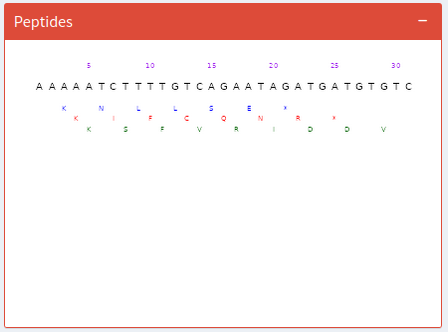 Peptides
5 10 15 20 25 30
A A A A A T C T T T T G T C A G A A T A G A T G A T G T G T C
K N L L S E *
K I F C Q N R *
K S F V R I D D V